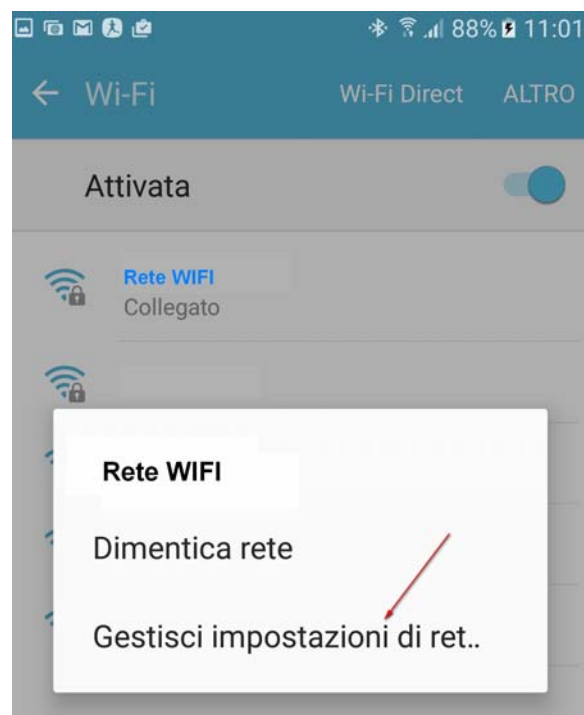 88% 11:01
Wi-Fi Wi-Fi Direct ALTRO
Attivata
Rete WIFI
Collegato
Rete WIFI
Dimentica rete
Gestisci impostazioni di ret..